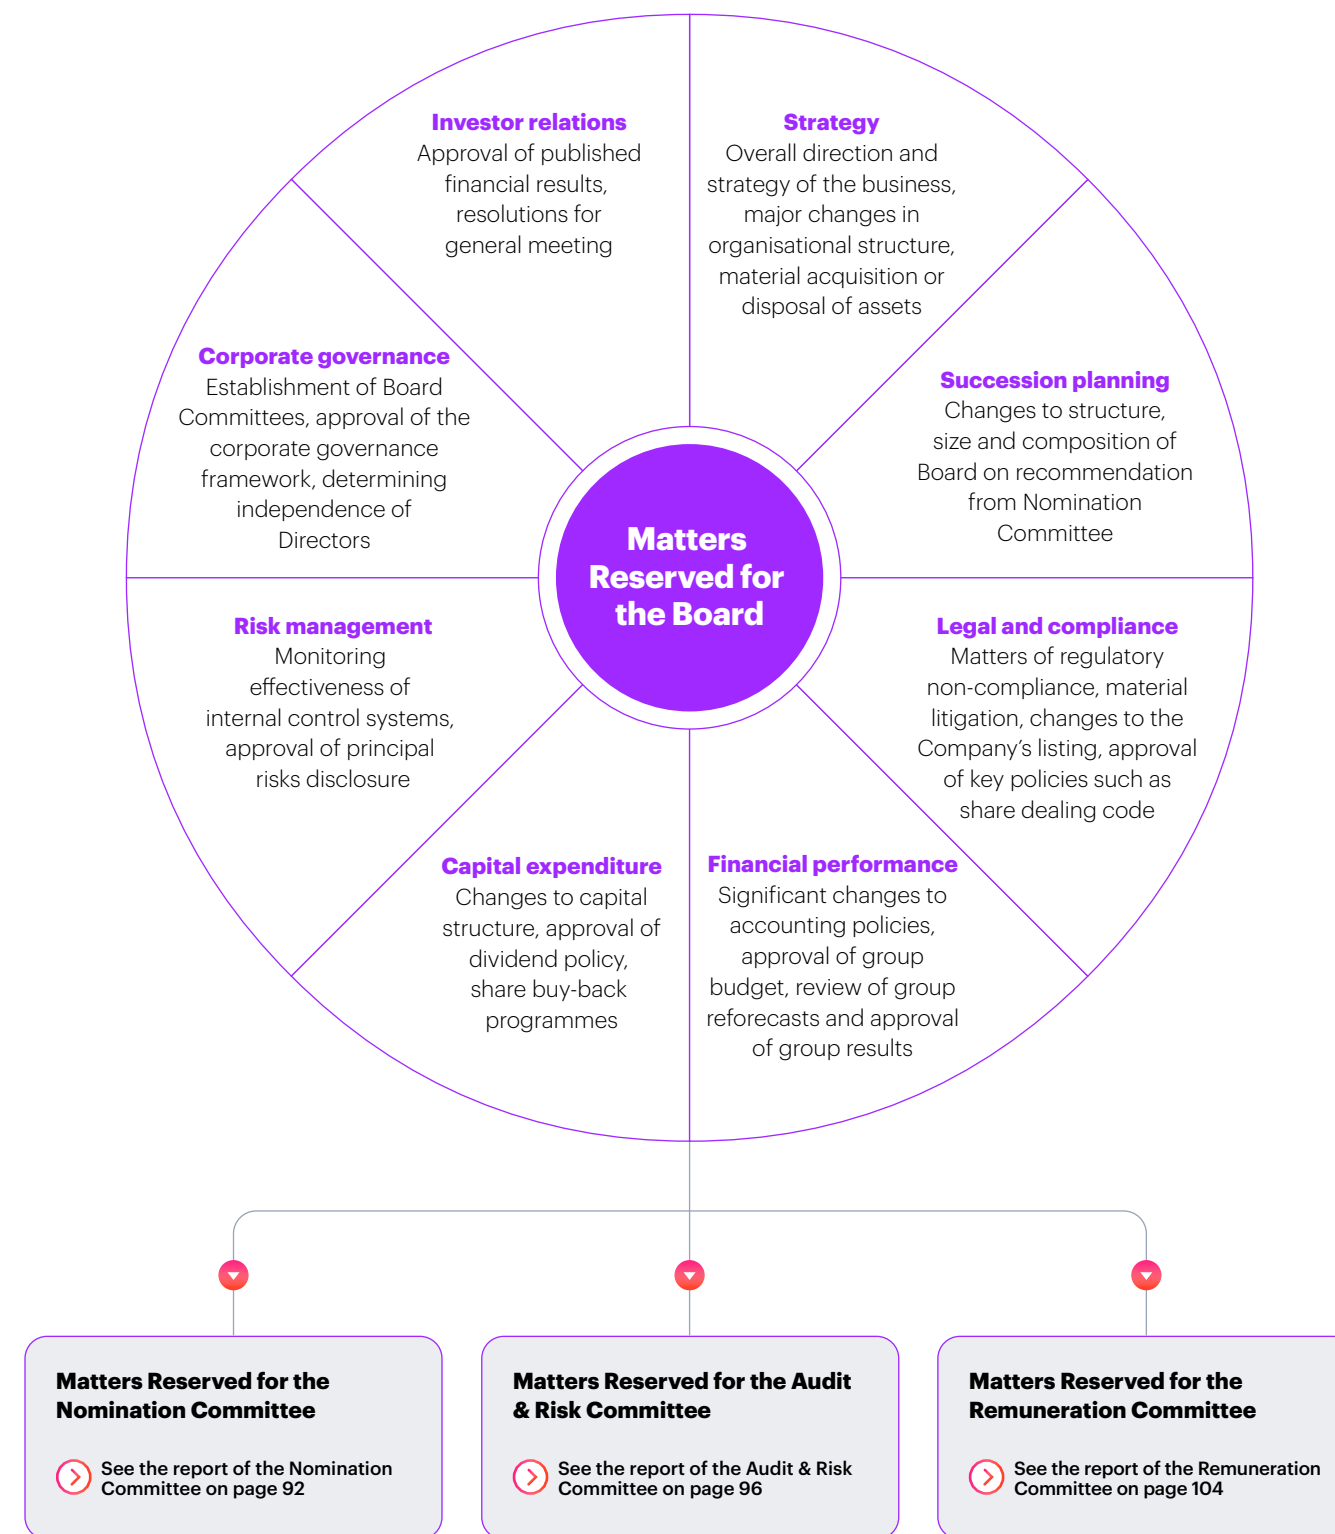 Investor relations
Approval of published
financial results,
resolutions for
general meeting
Strategy
Overall direction and
strategy of the business,
major changes in
organisational structure,
material acquisition or
disposal of assets
Corporate governance
Establishment of Board
Committees, approval of the
corporate governance
framework, determining
independence of
Directors
Succession planning
Changes to structure,
size and composition of
Board on recommendation
from Nomination
Committee
Matters
Reserved for
the Board
Risk management
Monitoring
effectiveness of
internal control systems,
approval of principal
risks disclosure
Legal and compliance
Matters of regulatory
non-compliance, material
litigation, changes to the
Company’s listing, approval
of key policies such as
share dealing code
Capital expenditure
Changes to capital
structure, approval of
dividend policy,
share buy-back
programmes
Financial performance
Significant changes to
accounting policies,
approval of group
budget, review of group
reforecasts and approval
of group results
Matters Reserved for the
Nomination Committee
See the report of the Nomination
Committee on page 92
Matters Reserved for the Audit
& Risk Committee
See the report of the Audit & Risk
Committee on page 96
Matters Reserved for the
Remuneration Committee
See the report of the Remuneration
Committee on page 104